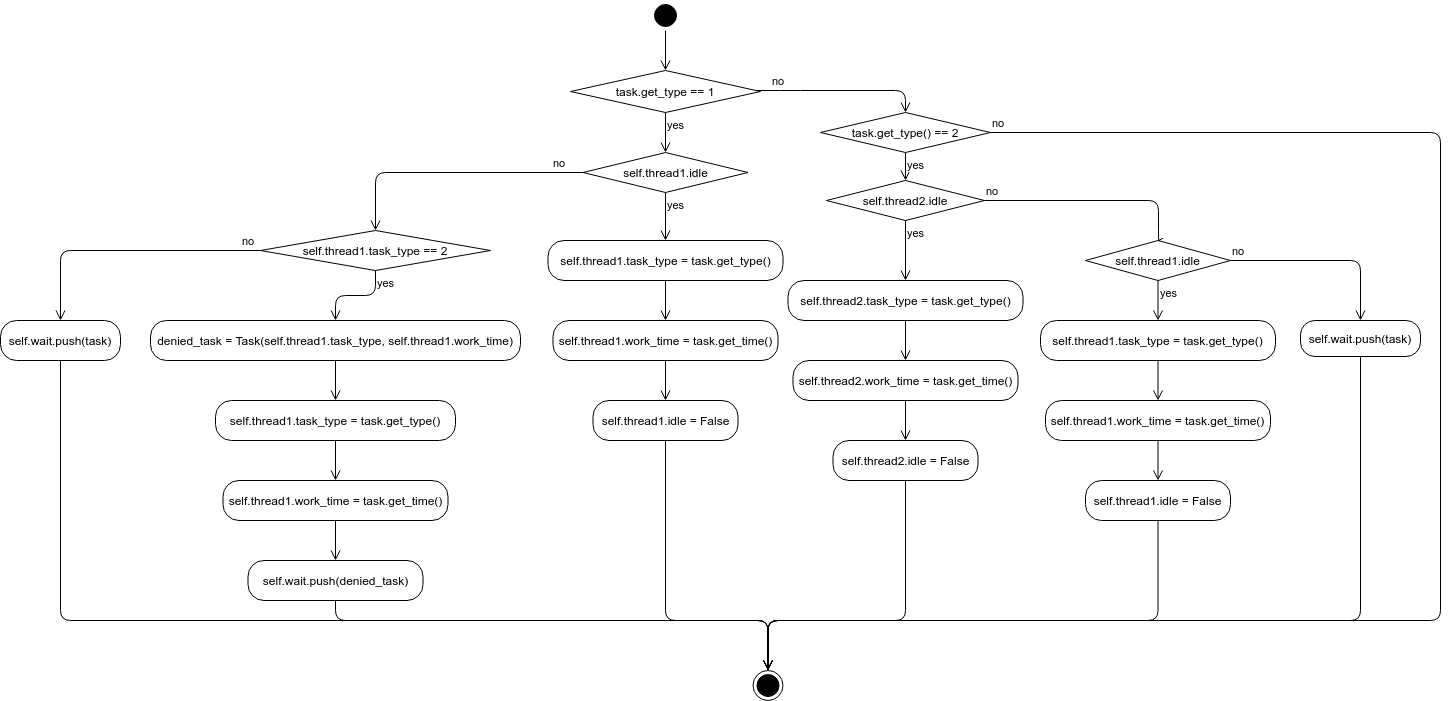 task.get_type == 1
no
yes
task.get_type() == 2
no
yes
self.thread1.idle
no
yes
self.thread2.idle
no
yes
self.thread1.task_type == 2
no
yes
self.thread1.task_type = task.get_type()
self.thread1.idle
no
yes
self.thread2.task_type = task.get_type()
self.wait.push(task)
denied_task = Task(self.thread1.task_type, self.thread1.work_time)
self.thread1.work_time = task.get_time()
self.thread1.task_type = task.get_type()
self.wait.push(task)
self.thread2.work_time = task.get_time()
self.thread1.task_type = task.get_type()
self.thread1.idle = False
self.thread1.work_time = task.get_time()
self.thread2.idle = False
self.thread1.work_time = task.get_time()
self.thread1.idle = False
self.wait.push(denied_task)